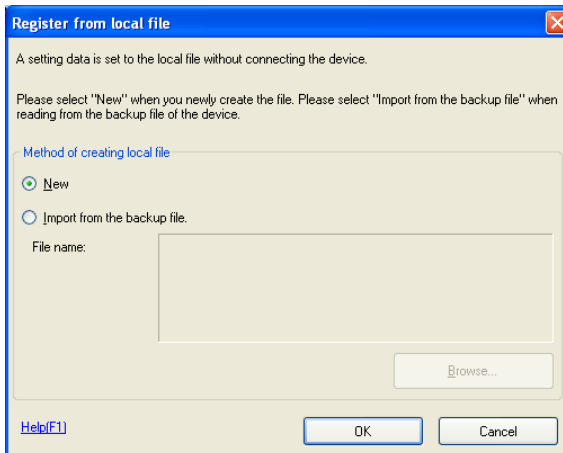 Register from local file
A setting data is set to the local file without connecting the device.
Please select "New" when you newly create the file. Please select "Import from the backup file" when
reading from the backup file of the device.
Method of creating local file
New
Import from the backup file.
File name:
Browse...
Help(F1)
OK
Cancel